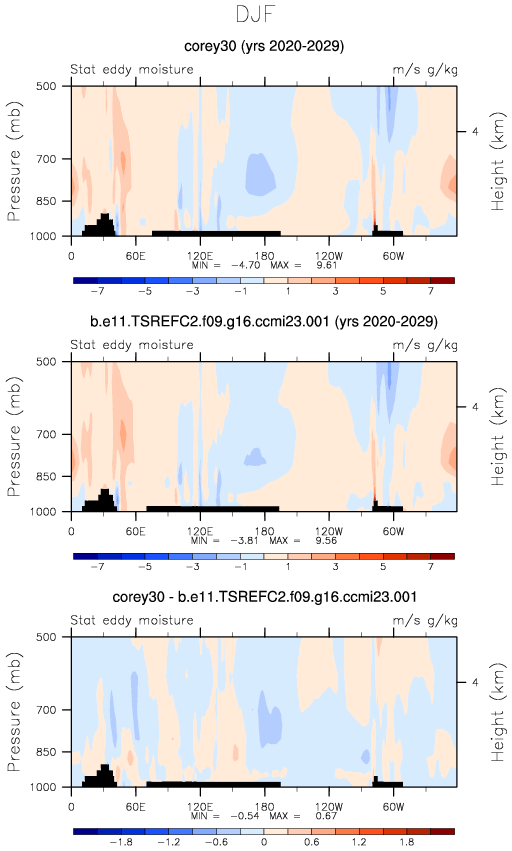 DJF
corey30 (yrs 2020-2029)
Stat eddy moisture m/s g/kg
Pressure (mb)
500
700
850
1000
4
Height (km)
0 60E 120E 180 120W 60W
MIN = -4.70 MAX = 9.61
-7 -5 -3 -1 1 3 5 7
b.e11.TSREFC2.f09.g16.ccmi23.001 (yrs 2020-2029)
Stat eddy moisture m/s g/kg
Pressure (mb)
500
700
850
1000
4
Height (km)
0 60E 120E 180 120W 60W
MIN = -3.81 MAX = 9.56
-7 -5 -3 -1 1 3 5 7
corey30 - b.e11.TSREFC2.f09.g16.ccmi23.001
Stat eddy moisture m/s g/kg
Pressure (mb)
500
700
850
1000
4
Height (km)
0 60E 120E 180 120W 60W
MIN = -0.54 MAX = 0.67
-1.8 -1.2 -0.6 0 0.6 1.2 1.8